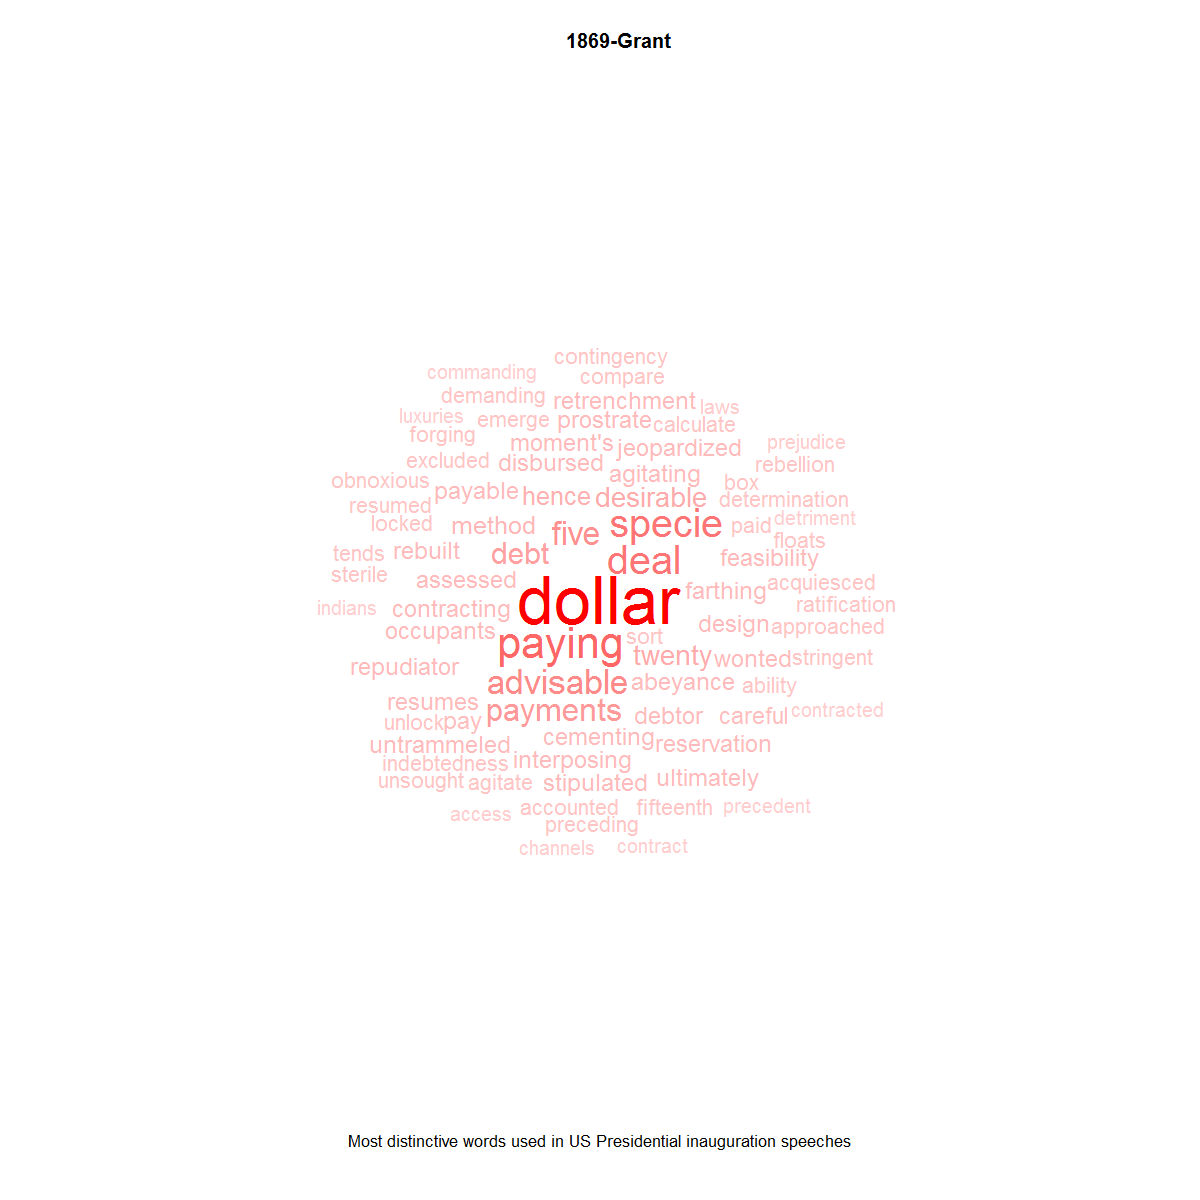 1869-Grant
contingency
commanding compare
demanding retrenchment laws
luxuries emerge prostrate calculate
forging moment's jeopardized prejudice
excluded disbursed agitating rebellion
obnoxious payable hence desirable box determination
resumed locked method five specie paid detriment
tends rebuilt debt deal feasibility floats
sterile assessed dollar farthing acquiesced
indians contracting ratification
occupants paying sort design approached
repudiator twenty wonted stringent
advisable abeyance ability
resumes payments debtor careful contracted
unlock pay
untrammeled cementing reservation
indebtedness interposing
unsought agitate stipulated ultimately
access accounted fifteenth precedent
preceding
channels contract
Most distinctive words used in US Presidential inauguration speeches